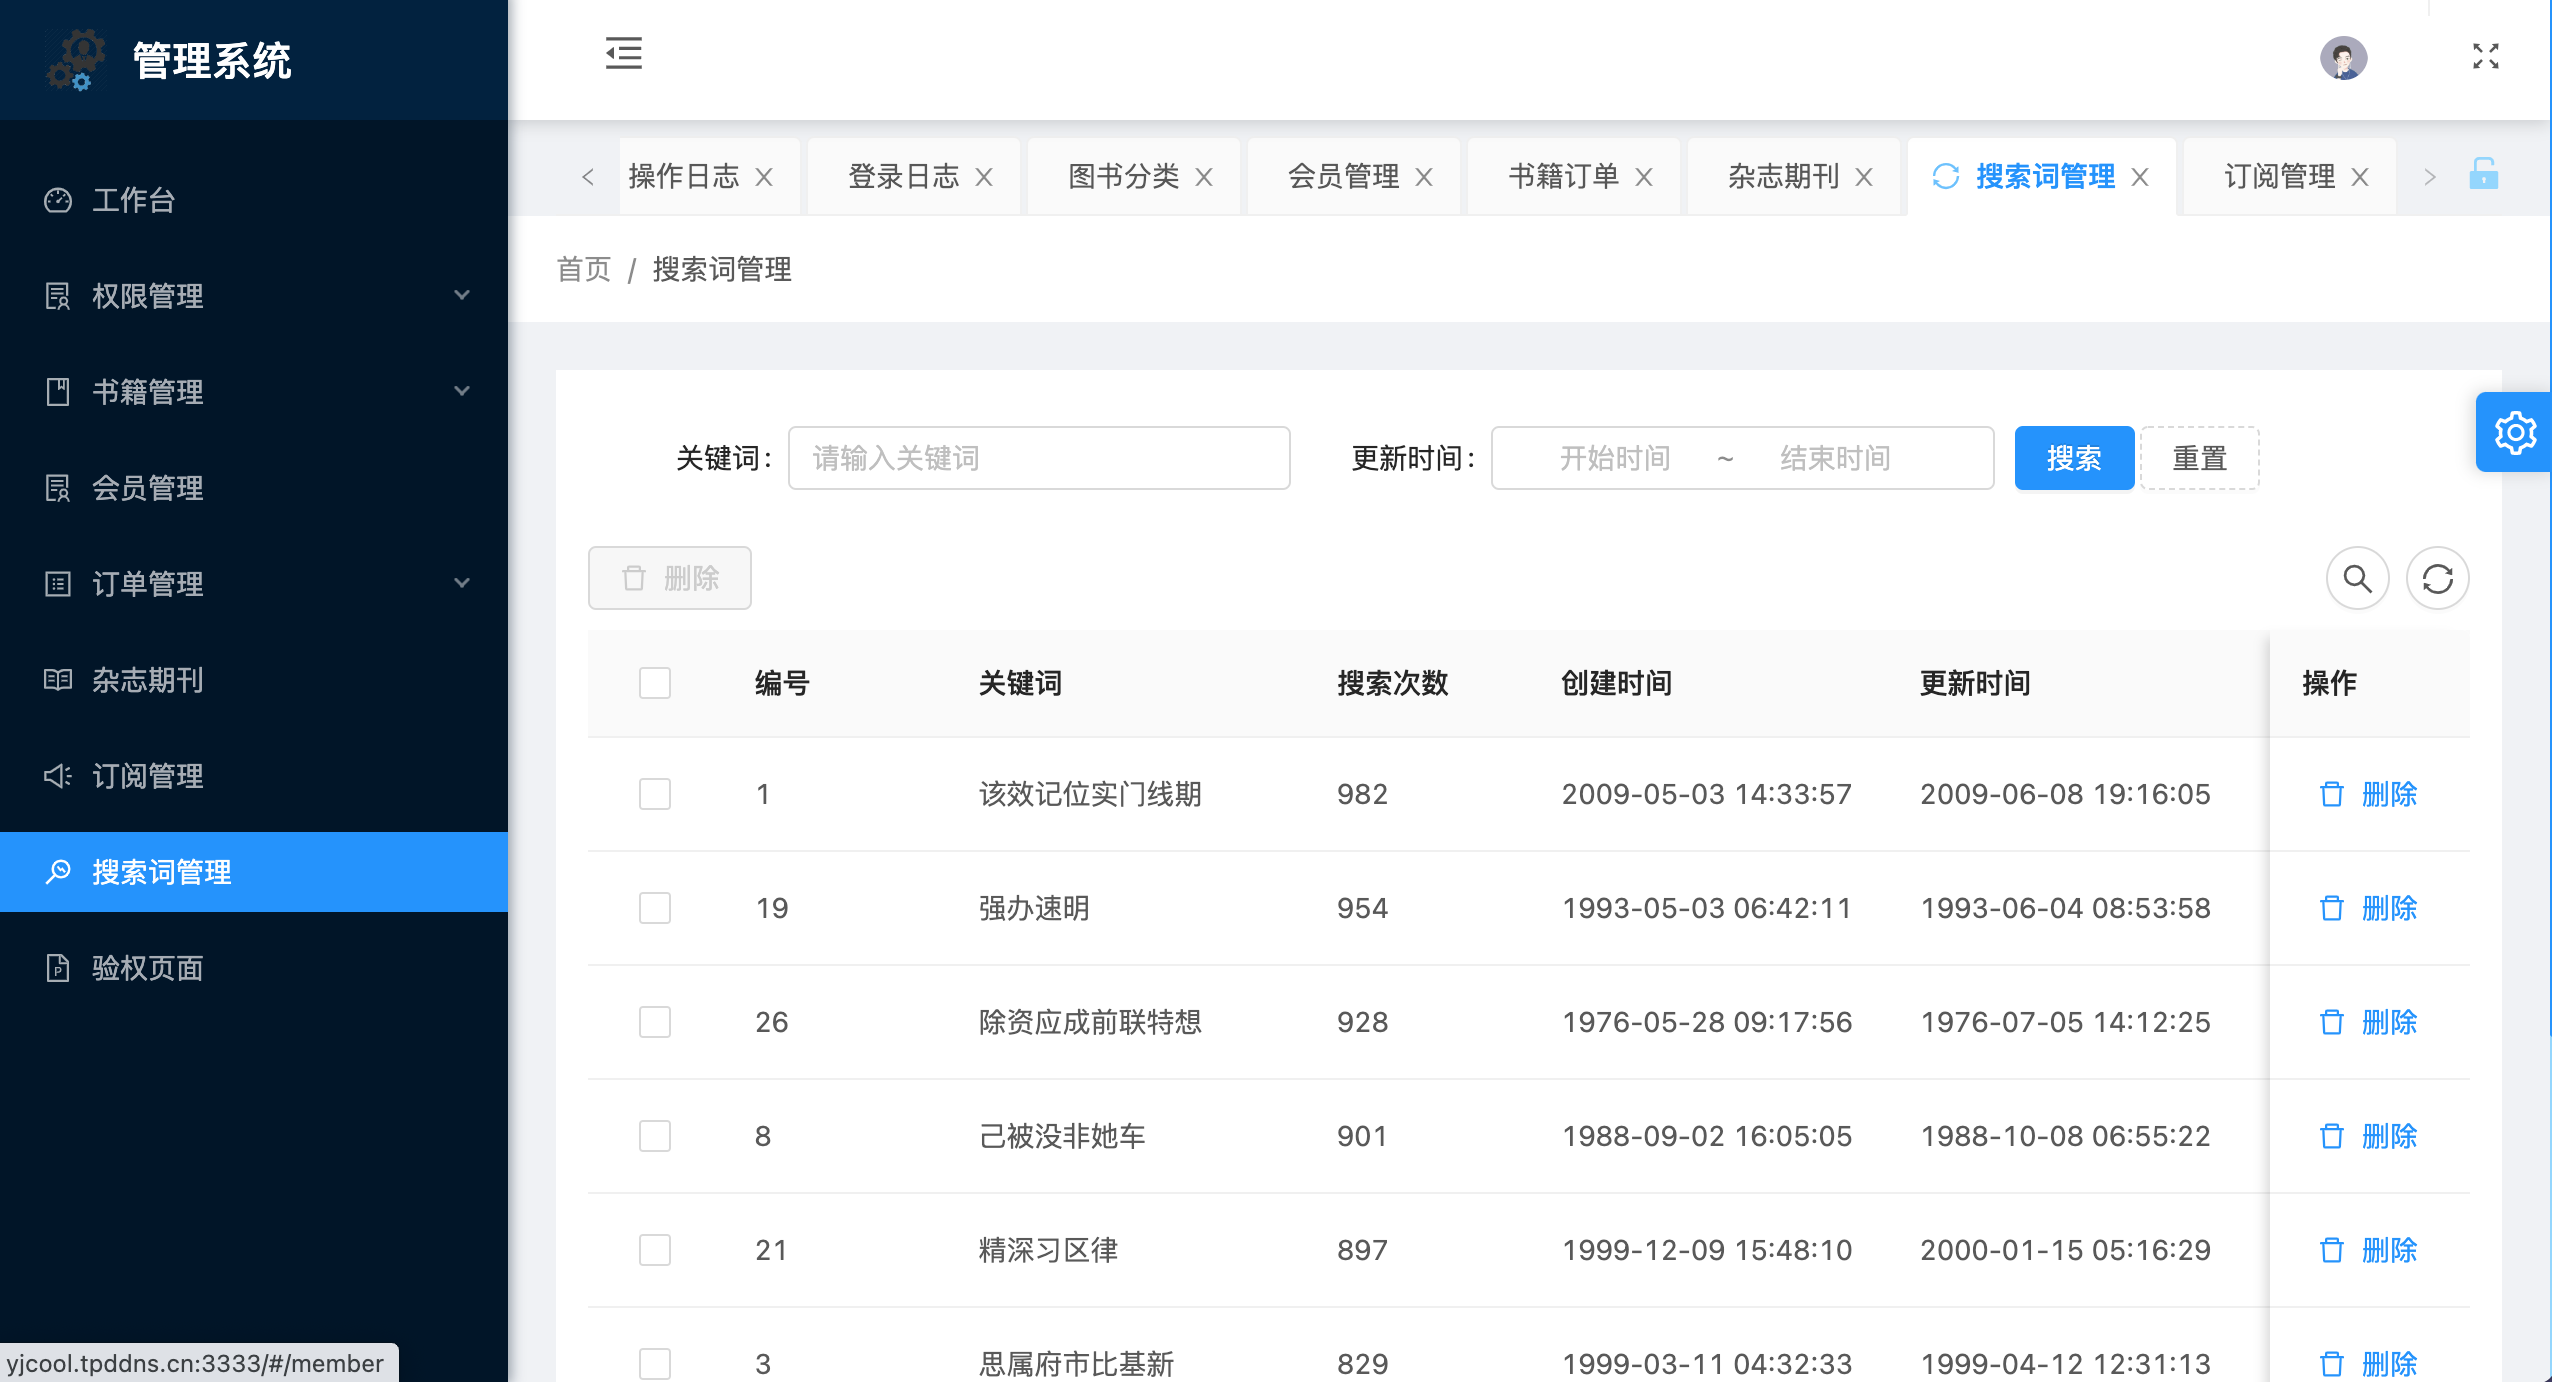 管理系统
工作台
权限管理
书籍管理
会员管理
订单管理
杂志期刊
订阅管理
搜索词管理
验权页面
yjcool.tpddns.cn:3333/#/member
操作日志 X 登录日志 X 图书分类 X 会员管理 X 书籍订单 X 杂志期刊 X 搜索词管理 X 订阅管理 X
首页 / 搜索词管理
关键词: 请输入关键词 更新时间: 开始时间 ~ 结束时间 搜索 重置
删除
编号 关键词 搜索次数 创建时间 更新时间 操作
1 该效记位实门线期 982 2009-05-03 14:33:57 2009-06-08 19:16:05 删除
19 强办速明 954 1993-05-03 06:42:11 1993-06-04 08:53:58 删除
26 除资应成前联特想 928 1976-05-28 09:17:56 1976-07-05 14:12:25 删除
8 己被没非她车 901 1988-09-02 16:05:05 1988-10-08 06:55:22 删除
21 精深习区律 897 1999-12-09 15:48:10 2000-01-15 05:16:29 删除
3 思属府市比基新 829 1999-03-11 04:32:33 1999-04-12 12:31:13 删除